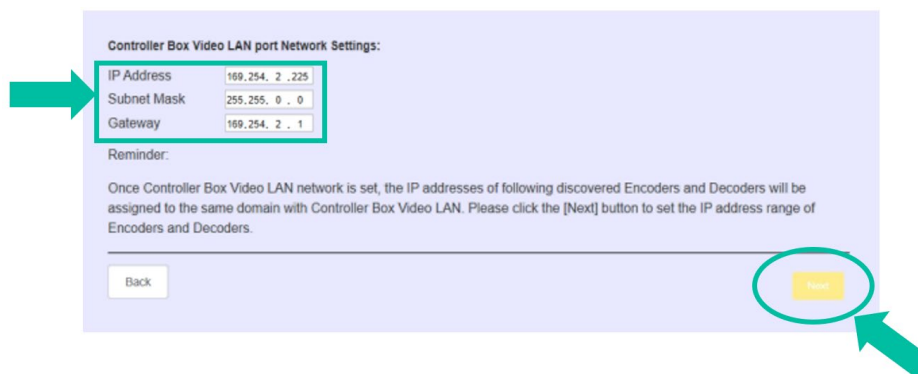 Controller Box Video LAN port Network Settings:
IP Address 169.254. 2 .225
Subnet Mask 255.255. 0 . 0
Gateway 169.254. 2 . 1
Reminder:
Once Controller Box Video LAN network is set, the IP addresses of following discovered Encoders and Decoders will be
assigned to the same domain with Controller Box Video LAN. Please click the [Next] button to set the IP address range of
Encoders and Decoders.
Back
Next